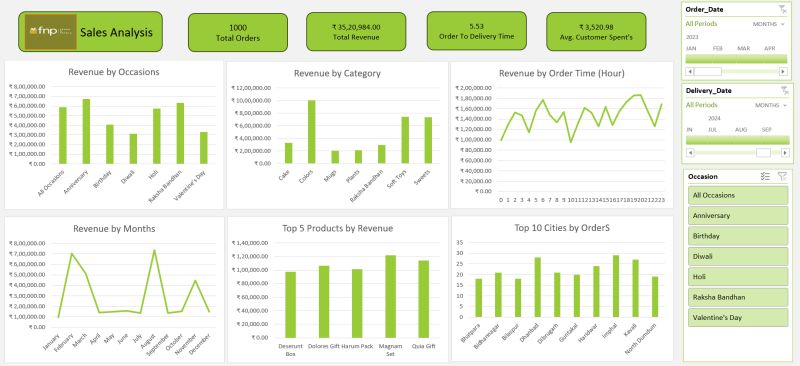 fnp
Sales Analysis
1000
Total Orders
₹ 35,20,984.00
Total Revenue
5.53
Order To Delivery Time
₹ 3,520.98
Avg. Customer Spent's
Order_Date
All Periods
MONTHS
2023
JAN FEB MAR APR
Delivery_Date
All Periods
MONTHS
2024
JN JUL AUG SEP
Occasion
All Occasions
Anniversary
Birthday
Diwali
Holi
Raksha Bandhan
Valentine's Day
Revenue by Occasions
₹ 8,00,000.00
₹ 7,00,000.00
₹ 6,00,000.00
₹ 5,00,000.00
₹ 4,00,000.00
₹ 3,00,000.00
₹ 2,00,000.00
₹ 1,00,000.00
₹ 0.00
All Occasions
Anniversary
Birthday
Diwali
Holi
Raksha Bandhan
Valentine's Day
Revenue by Category
₹ 12,00,000.00
₹ 10,00,000.00
₹ 8,00,000.00
₹ 6,00,000.00
₹ 4,00,000.00
₹ 2,00,000.00
₹ 0.00
Cake
Colors
Mugs
Plants
Raksha Bandhan
Soft Toys
Sweets
Revenue by Order Time (Hour)
₹ 2,00,000.00
₹ 1,80,000.00
₹ 1,60,000.00
₹ 1,40,000.00
₹ 1,20,000.00
₹ 1,00,000.00
₹ 80,000.00
₹ 60,000.00
₹ 40,000.00
₹ 20,000.00
₹ 0.00
0 1 2 3 4 5 6 7 8 9 10 11 12 13 14 15 16 17 18 19 20 21 22 23
Revenue by Months
₹ 8,00,000.00
₹ 7,00,000.00
₹ 6,00,000.00
₹ 5,00,000.00
₹ 4,00,000.00
₹ 3,00,000.00
₹ 2,00,000.00
₹ 1,00,000.00
₹ 0.00
January
February
March
April
May
June
July
August
September
October
November
December
Top 5 Products by Revenue
₹ 1,40,000.00
₹ 1,20,000.00
₹ 1,00,000.00
₹ 80,000.00
₹ 60,000.00
₹ 40,000.00
₹ 20,000.00
₹ 0.00
Deserunt Box
Dolores Gift
Harum Pack
Magnam Set
Quia Gift
Top 10 Cities by OrderS
35
30
25
20
15
10
5
0
Bhatpara
Bidhannagar
Bilaspur
Dhanbad
Dibrugarh
Guntakal
Haridwar
Imphal
Kavali
North Dumdum